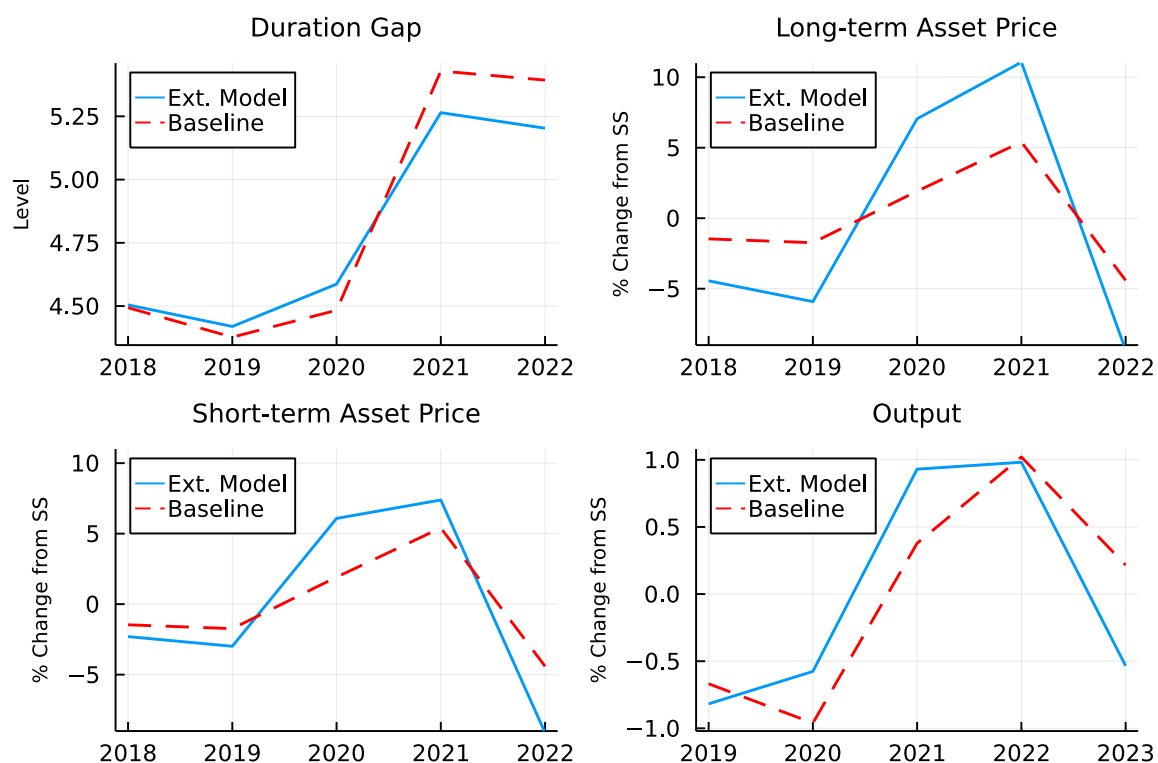 Duration Gap
Level
5.25
5.00
4.75
4.50
Ext. Model
Baseline
2018 2019 2020 2021 2022
Long-term Asset Price
% Change from SS
10
5
0
−5
Ext. Model
Baseline
2018 2019 2020 2021 2022
Short-term Asset Price
% Change from SS
10
5
0
−5
Ext. Model
Baseline
2018 2019 2020 2021 2022
Output
% Change from SS
1.0
0.5
0.0
−0.5
−1.0
Ext. Model
Baseline
2019 2020 2021 2022 2023